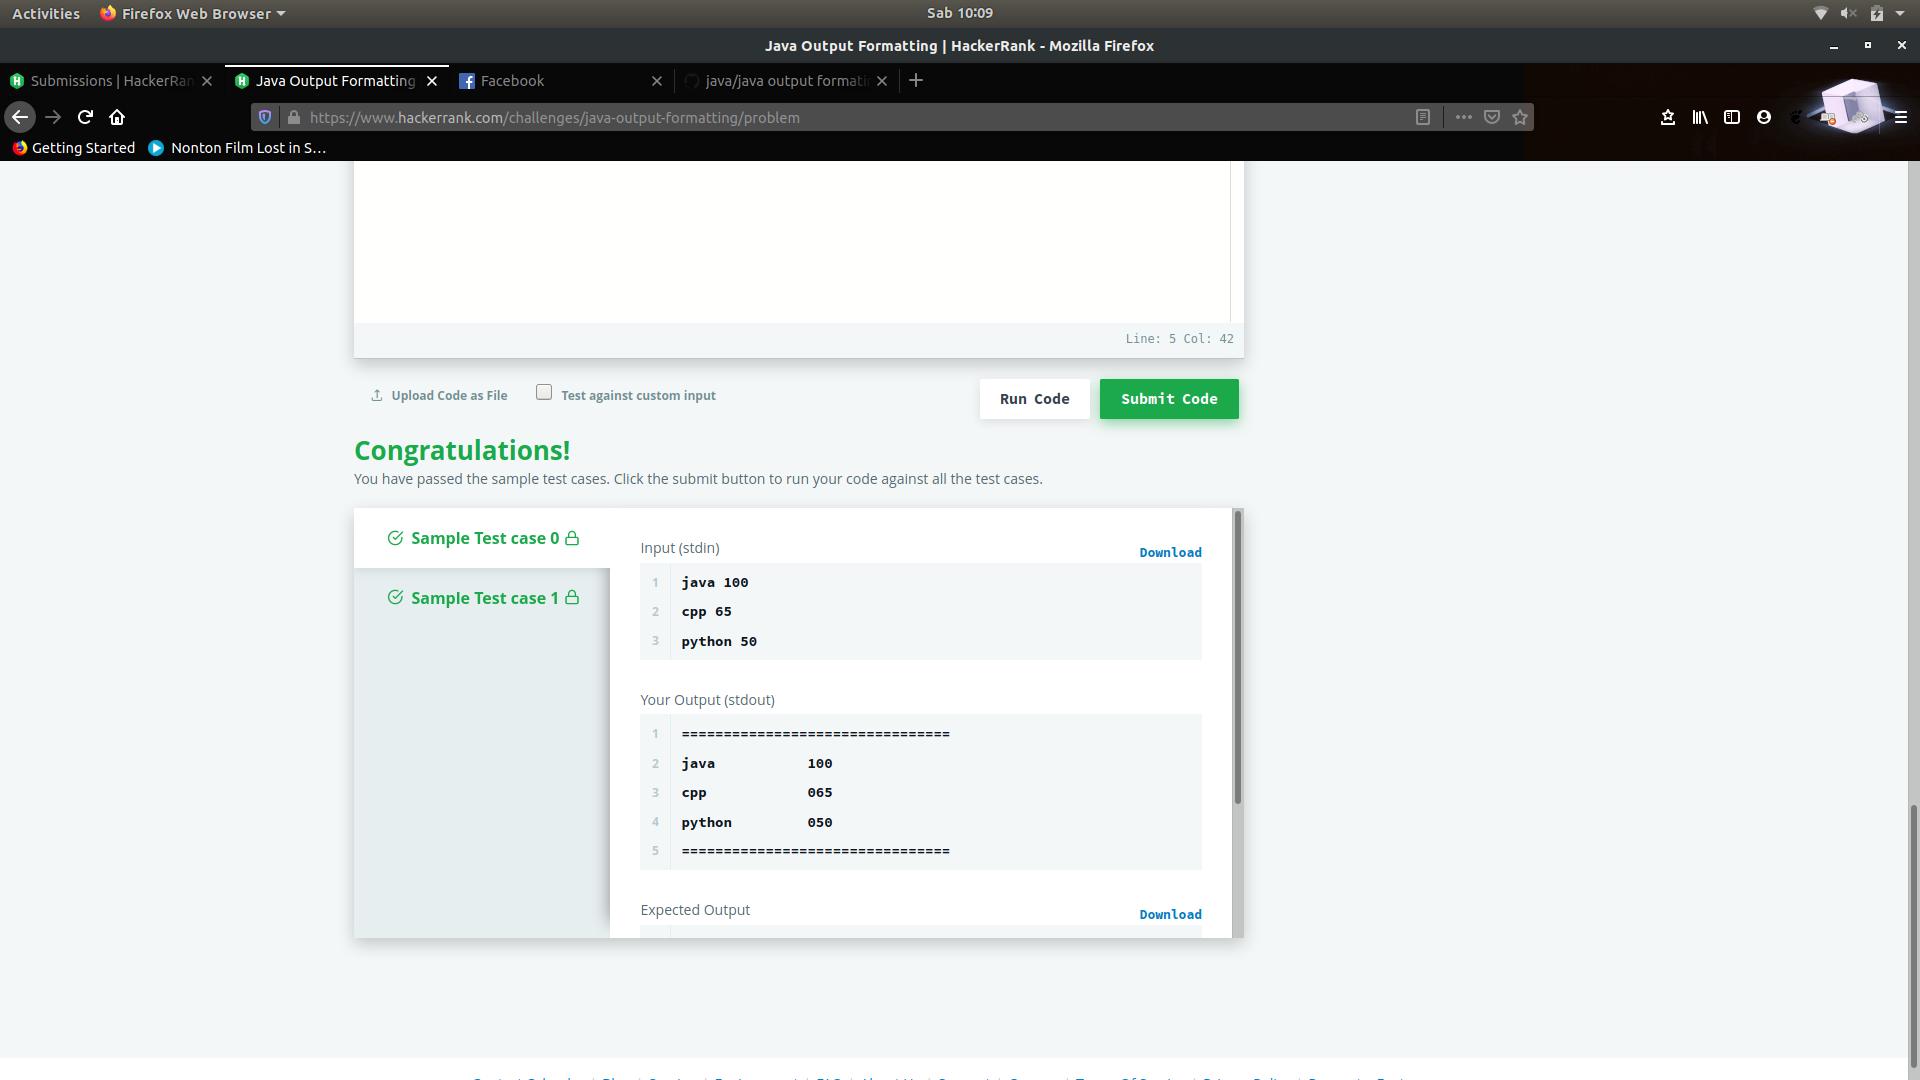 Activities Firefox Web Browser Sab 10:09
Java Output Formatting | HackerRank - Mozilla Firefox
Submissions | HackerRan Java Output Formatting Facebook java/java output formatin
https://www.hackerrank.com/challenges/java-output-formatting/problem
Getting Started Nonton Film Lost in S...
Line: 5 Col: 42
Upload Code as File Test against custom input Run Code Submit Code
Congratulations!
You have passed the sample test cases. Click the submit button to run your code against all the test cases.
Sample Test case 0
Sample Test case 1
Input (stdin) Download
1 java 100
2 cpp 65
3 python 50
Your Output (stdout)
1 ================================
2 java           100
3 cpp            065
4 python         050
5 ================================
Expected Output Download